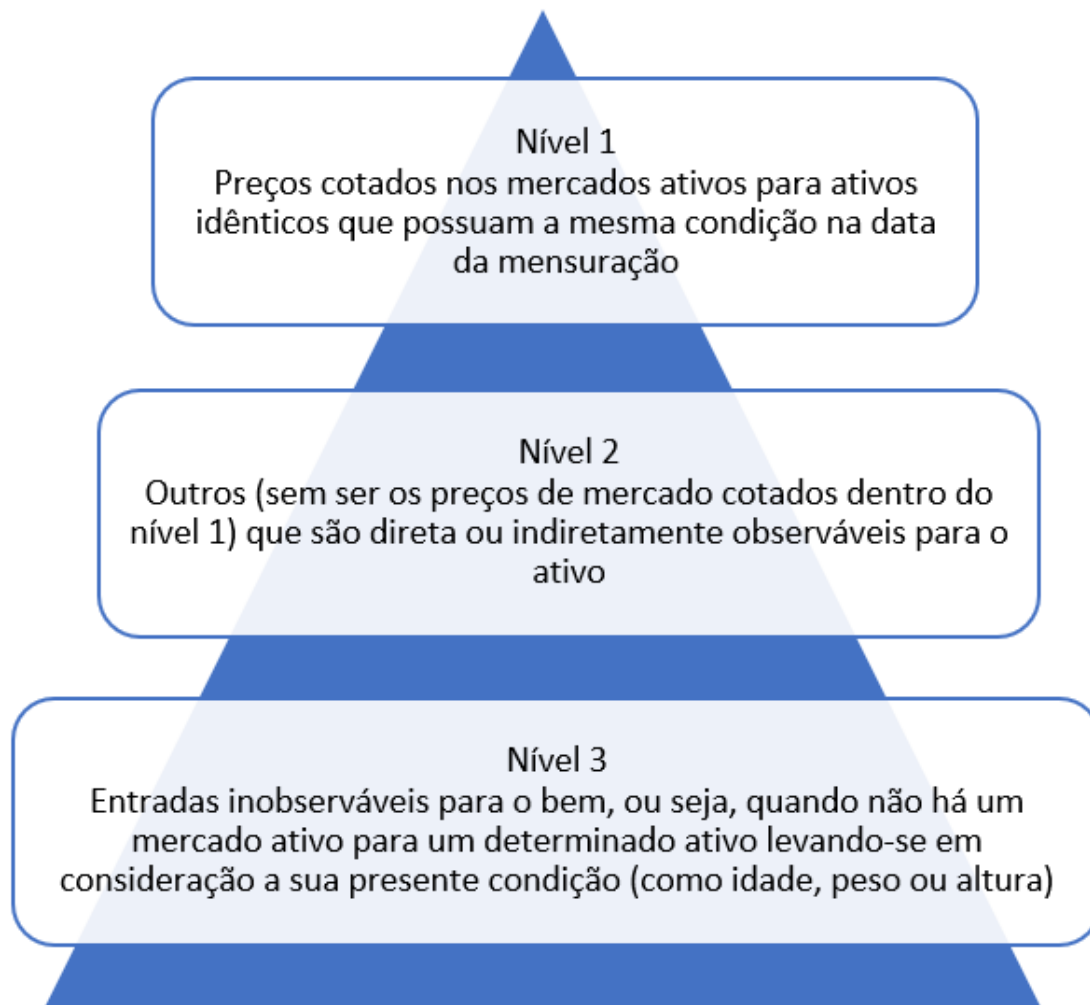 Nível 1
Preços cotados nos mercados ativos para ativos
idênticos que possuam a mesma condição na data
da mensuração
Nível 2
Outros (sem ser os preços de mercado cotados dentro do
nível 1) que são direta ou indiretamente observáveis para o
ativo
Nível 3
Entradas inobserváveis para o bem, ou seja, quando não há um
mercado ativo para um determinado ativo levando-se em
consideração a sua presente condição (como idade, peso ou altura)